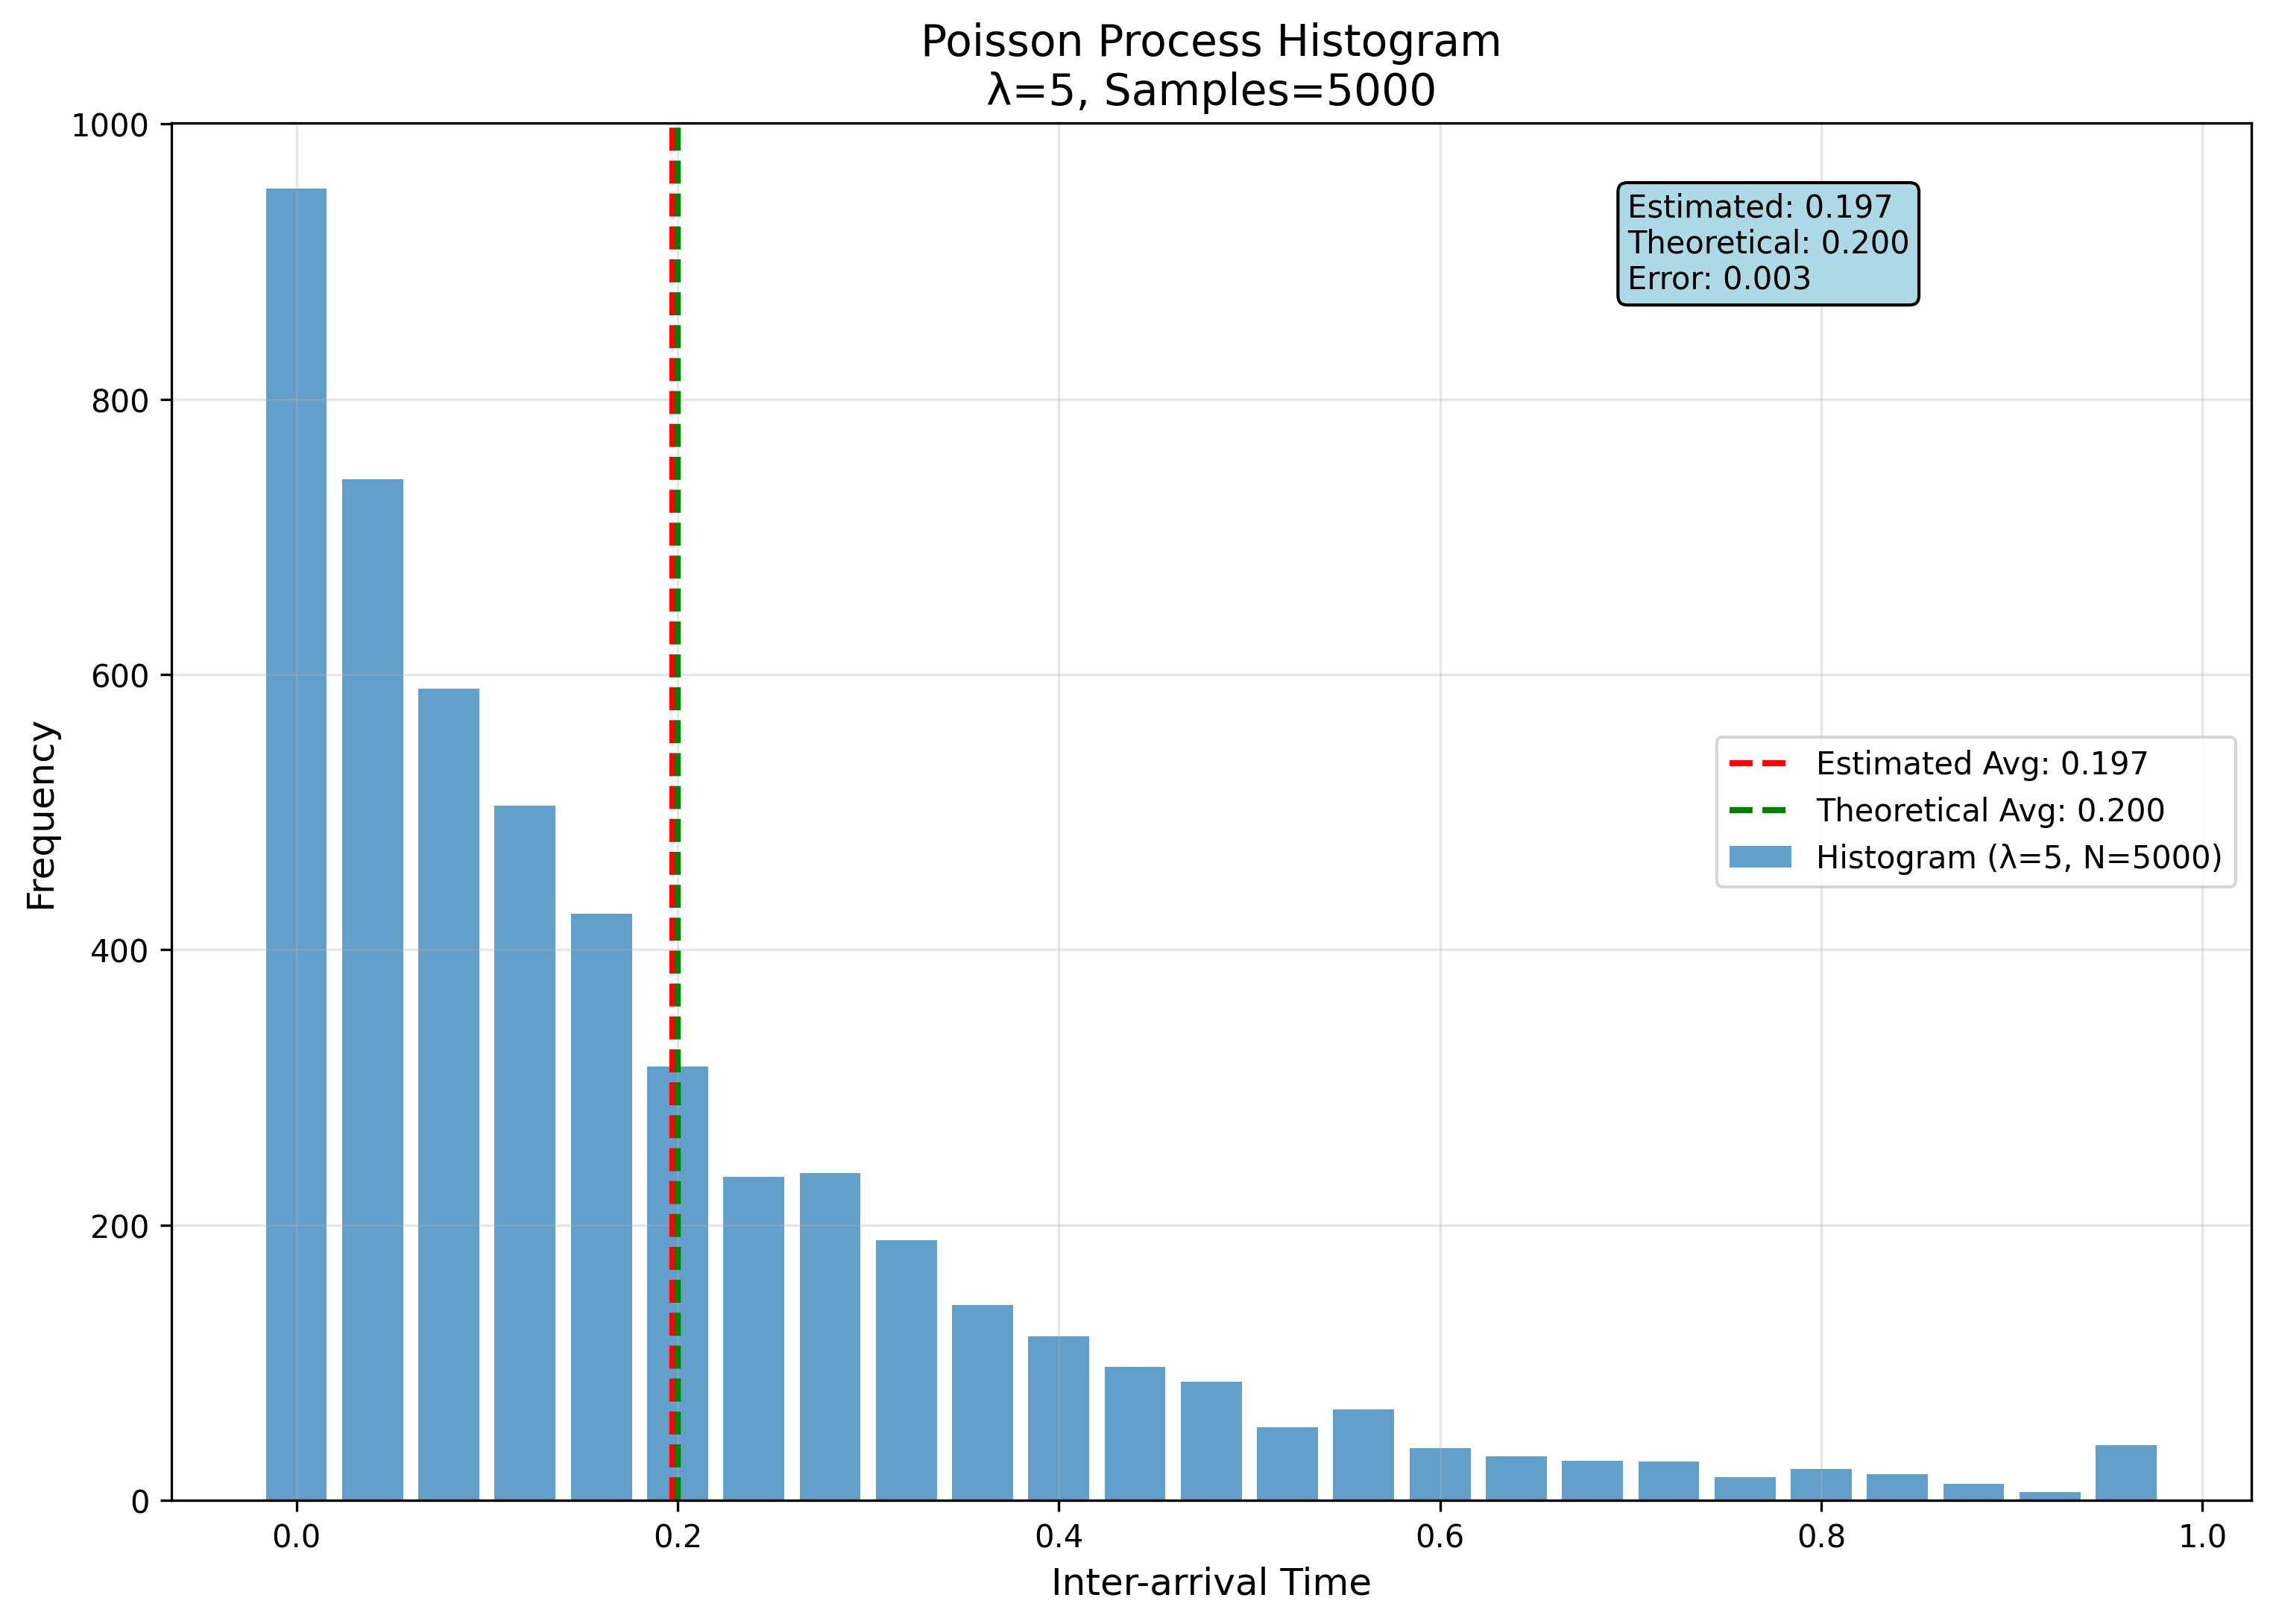 Poisson Process Histogram
λ=5, Samples=5000
1000
800
600
400
200
0
Frequency
Estimated: 0.197
Theoretical: 0.200
Error: 0.003
Estimated Avg: 0.197
Theoretical Avg: 0.200
Histogram (λ=5, N=5000)
0.0 0.2 0.4 0.6 0.8 1.0
Inter-arrival Time